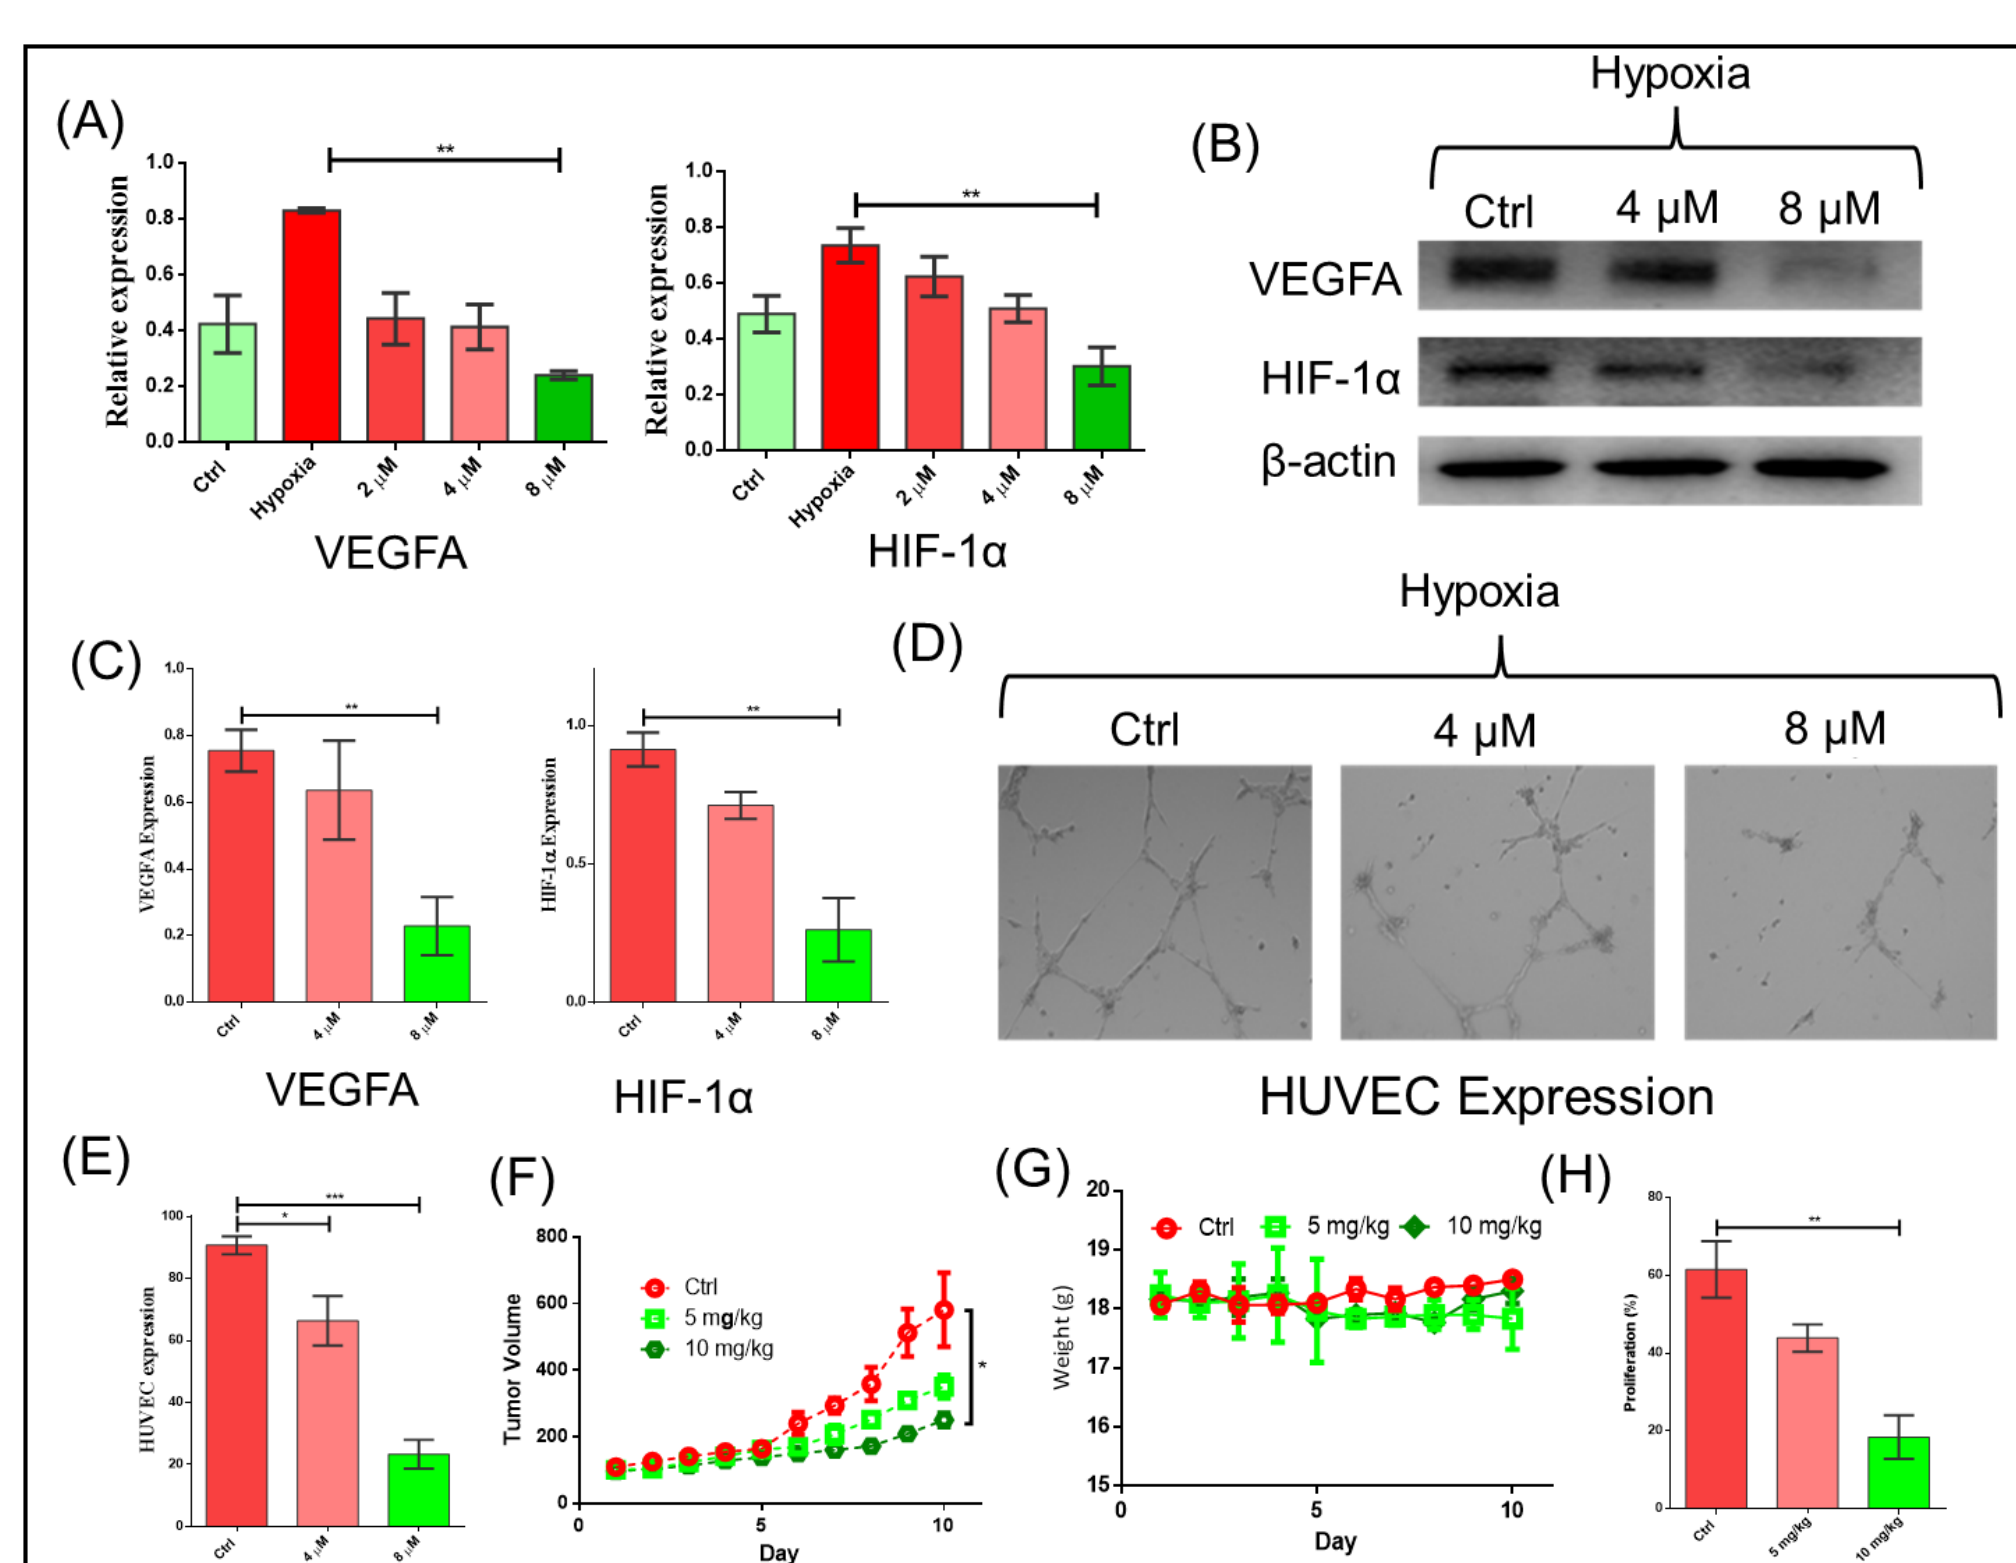 (A)
**
Relative expression
1.0
0.8
0.6
0.4
0.2
0.0
Ctrl
Hypoxia
2 μM
4 μM
8 μM
VEGFA
**
Relative expression
1.0
0.8
0.6
0.4
0.2
0.0
Ctrl
Hypoxia
2 μM
4 μM
8 μM
HIF-1α
(B)
Hypoxia
Ctrl
4 μM
8 μM
VEGFA
HIF-1α
β-actin
(C)
**
VEGFA Expression
1.0
0.8
0.6
0.4
0.2
0.0
Ctrl
4 μM
8 μM
VEGFA
**
HIF-1α Expression
1.0
0.5
0.0
Ctrl
4 μM
8 μM
HIF-1α
(D)
Hypoxia
Ctrl
4 μM
8 μM
HUVEC Expression
(E)
***
*
HUVEC expression
100
80
60
40
20
0
Ctrl
4 μM
8 μM
(F)
Tumor Volume
800
600
400
200
0
Ctrl
5 mg/kg
10 mg/kg
*
0
5
10
Day
(G)
Weight (g)
20
19
18
17
16
15
Ctrl
5 mg/kg
10 mg/kg
0
5
10
Day
(H)
**
Proliferation (%)
80
60
40
20
0
Ctrl
5 mg/kg
10 mg/kg